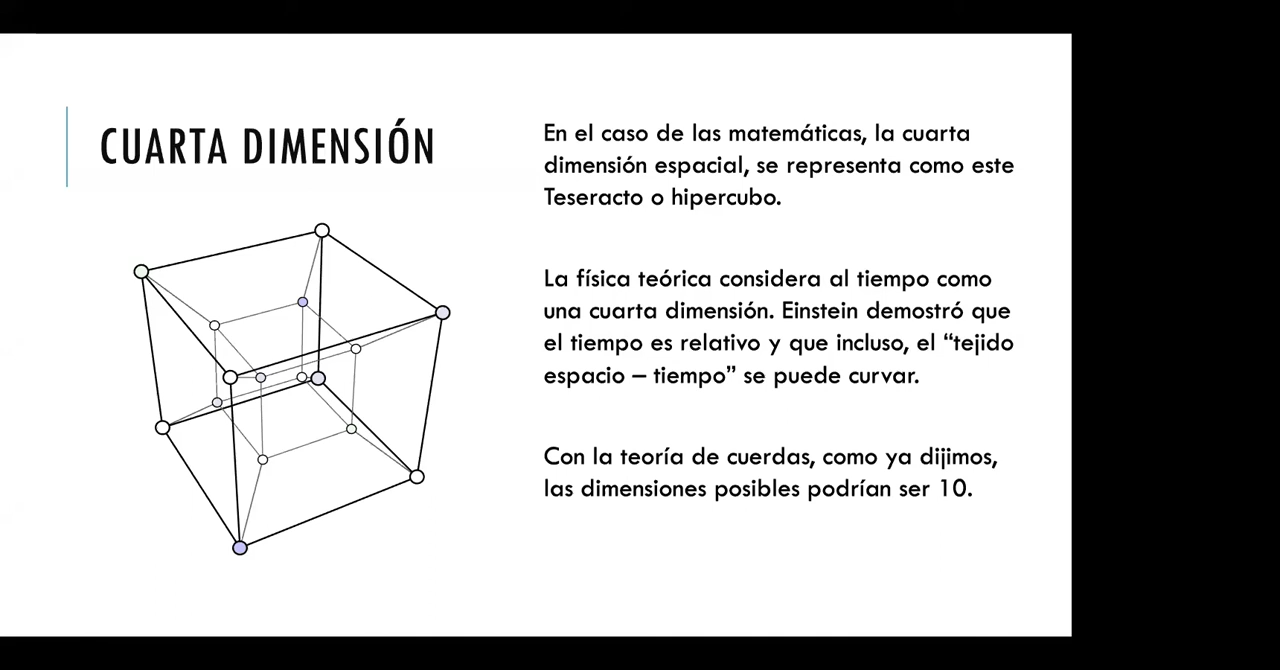 CUARTA DIMENSIÓN
En el caso de las matemáticas, la cuarta
dimensión espacial, se representa como este
Teseracto o hipercubo.
La física teórica considera al tiempo como
una cuarta dimensión. Einstein demostró que
el tiempo es relativo y que incluso, el “tejido
espacio – tiempo” se puede curvar.
Con la teoría de cuerdas, como ya dijimos,
las dimensiones posibles podrían ser 10.